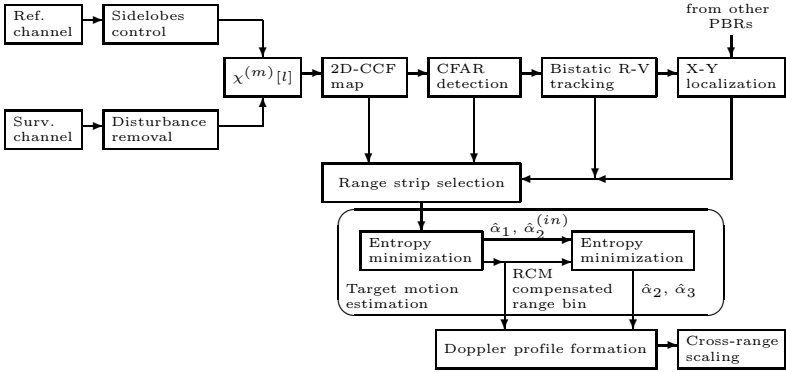 from other
PBRs
Ref.
channel
Sidelobes
control
χ^(m)[l]
2D-CCF
map
CFAR
detection
Bistatic R-V
tracking
X-Y
localization
Surv.
channel
Disturbance
removal
Range strip selection
Entropy
minimization
α̂₁, α̂₂^(in)
Entropy
minimization
Target motion
estimation
RCM
compensated
range bin
α̂₂, α̂₃
Doppler profile formation
Cross-range
scaling